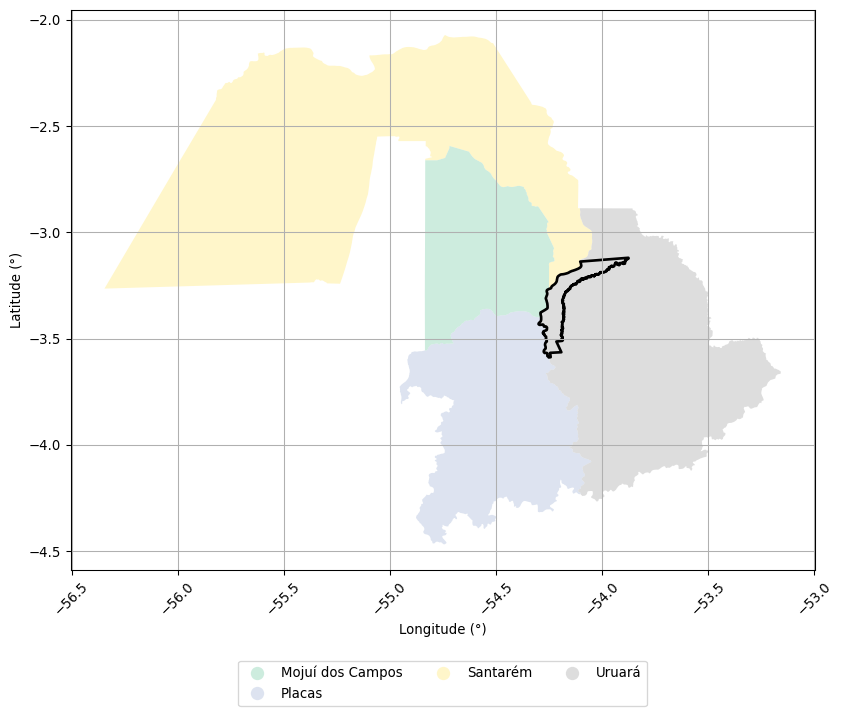 −2.0
−2.5
−3.0
−3.5
−4.0
−4.5
Latitude (°)
−56.5 −56.0 −55.5 −55.0 −54.5 −54.0 −53.5 −53.0
Longitude (°)
Mojuí dos Campos Santarém Uruará
Placas